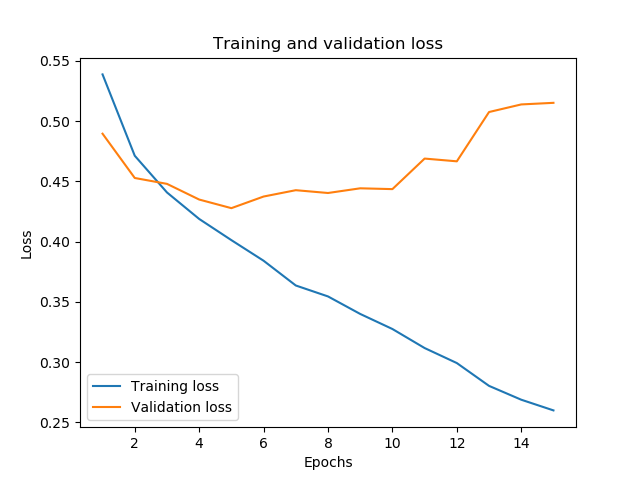 Training and validation loss
0.55
0.50
0.45
0.40
0.35
0.30
0.25
Loss
Training loss
Validation loss
2 4 6 8 10 12 14
Epochs